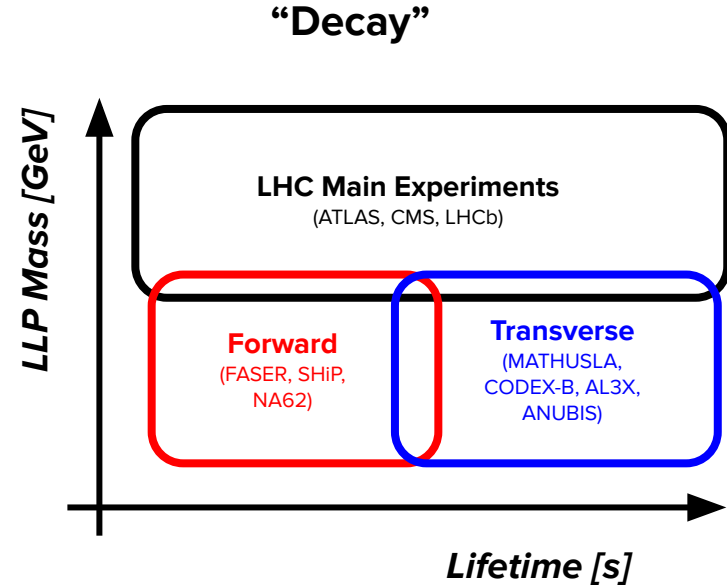 “Decay”
LLP Mass [GeV]
LHC Main Experiments
(ATLAS, CMS, LHCb)
Forward
(FASER, SHiP,
NA62)
Transverse
(MATHUSLA,
CODEX-B, AL3X,
ANUBIS)
Lifetime [s]